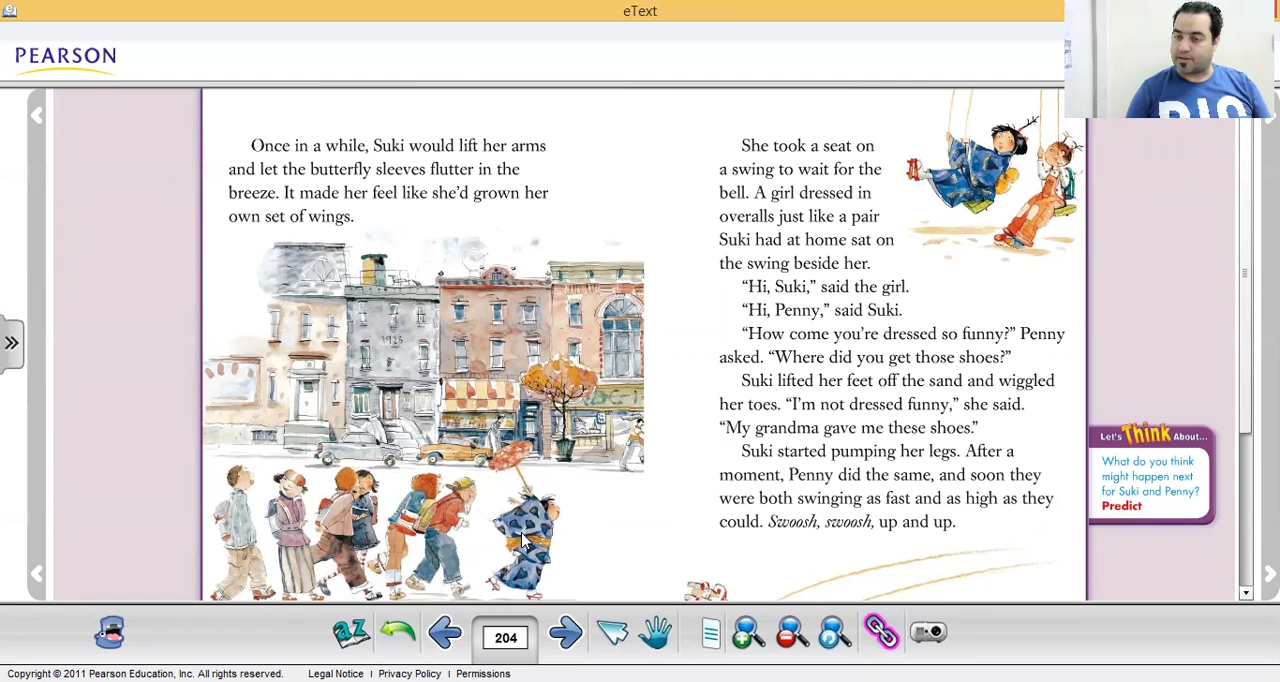 eText
PEARSON
Once in a while, Suki would lift her arms
and let the butterfly sleeves flutter in the
breeze. It made her feel like she'd grown her
own set of wings.
1926
She took a seat on
a swing to wait for the
bell. A girl dressed in
overalls just like a pair
Suki had at home sat on
the swing beside her.
“Hi, Suki,” said the girl.
“Hi, Penny,” said Suki.
“How come you're dressed so funny?” Penny
asked. “Where did you get those shoes?”
Suki lifted her feet off the sand and wiggled
her toes. “I'm not dressed funny,” she said.
“My grandma gave me these shoes.”
Suki started pumping her legs. After a
moment, Penny did the same, and soon they
were both swinging as fast and as high as they
could. Swoosh, swoosh, up and up.
Let's Think About...
What do you think
might happen next
for Suki and Penny?
Predict
az
204
Copyright © 2011 Pearson Education, Inc. All rights reserved. Legal Notice | Privacy Policy | Permissions